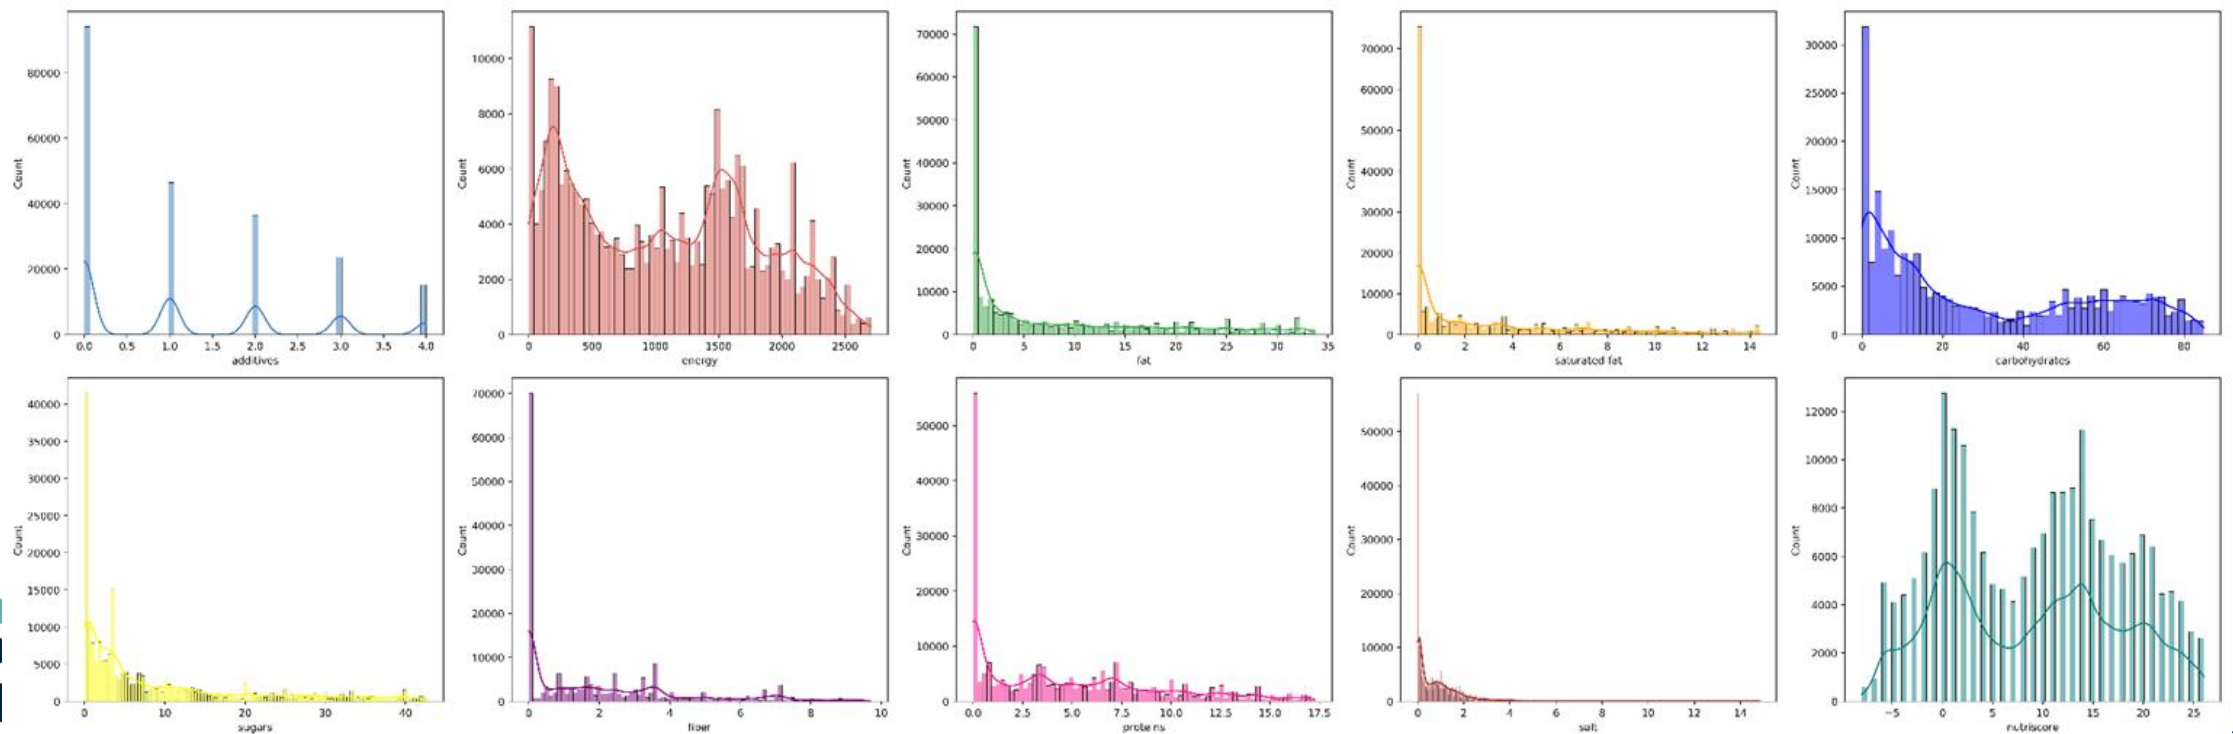 Count
80000
60000
40000
20000
0
0.0 0.5 1.0 1.5 2.0 2.5 3.0 3.5 4.0
additives
Count
10000
8000
6000
4000
2000
0
0 500 1000 1500 2000 2500
energy
Count
70000
60000
50000
40000
30000
20000
10000
0
0 5 10 15 20 25 30 35
fat
Count
70000
60000
50000
40000
30000
20000
10000
0
0 2 4 6 8 10 12 14
saturated fat
Count
30000
25000
20000
15000
10000
5000
0
0 20 40 60 80
carbohydrates
Count
40000
35000
30000
25000
20000
15000
10000
5000
0
0 10 20 30 40
sugars
Count
70000
60000
50000
40000
30000
20000
10000
0
0 2 4 6 8 10
fiber
Count
50000
40000
30000
20000
10000
0
0.0 2.5 5.0 7.5 10.0 12.5 15.0 17.5
proteins
Count
50000
40000
30000
20000
10000
0
0 2 4 6 8 10 12 14
salt
Count
12000
10000
8000
6000
4000
2000
0
−5 0 5 10 15 20 25
nutriscore